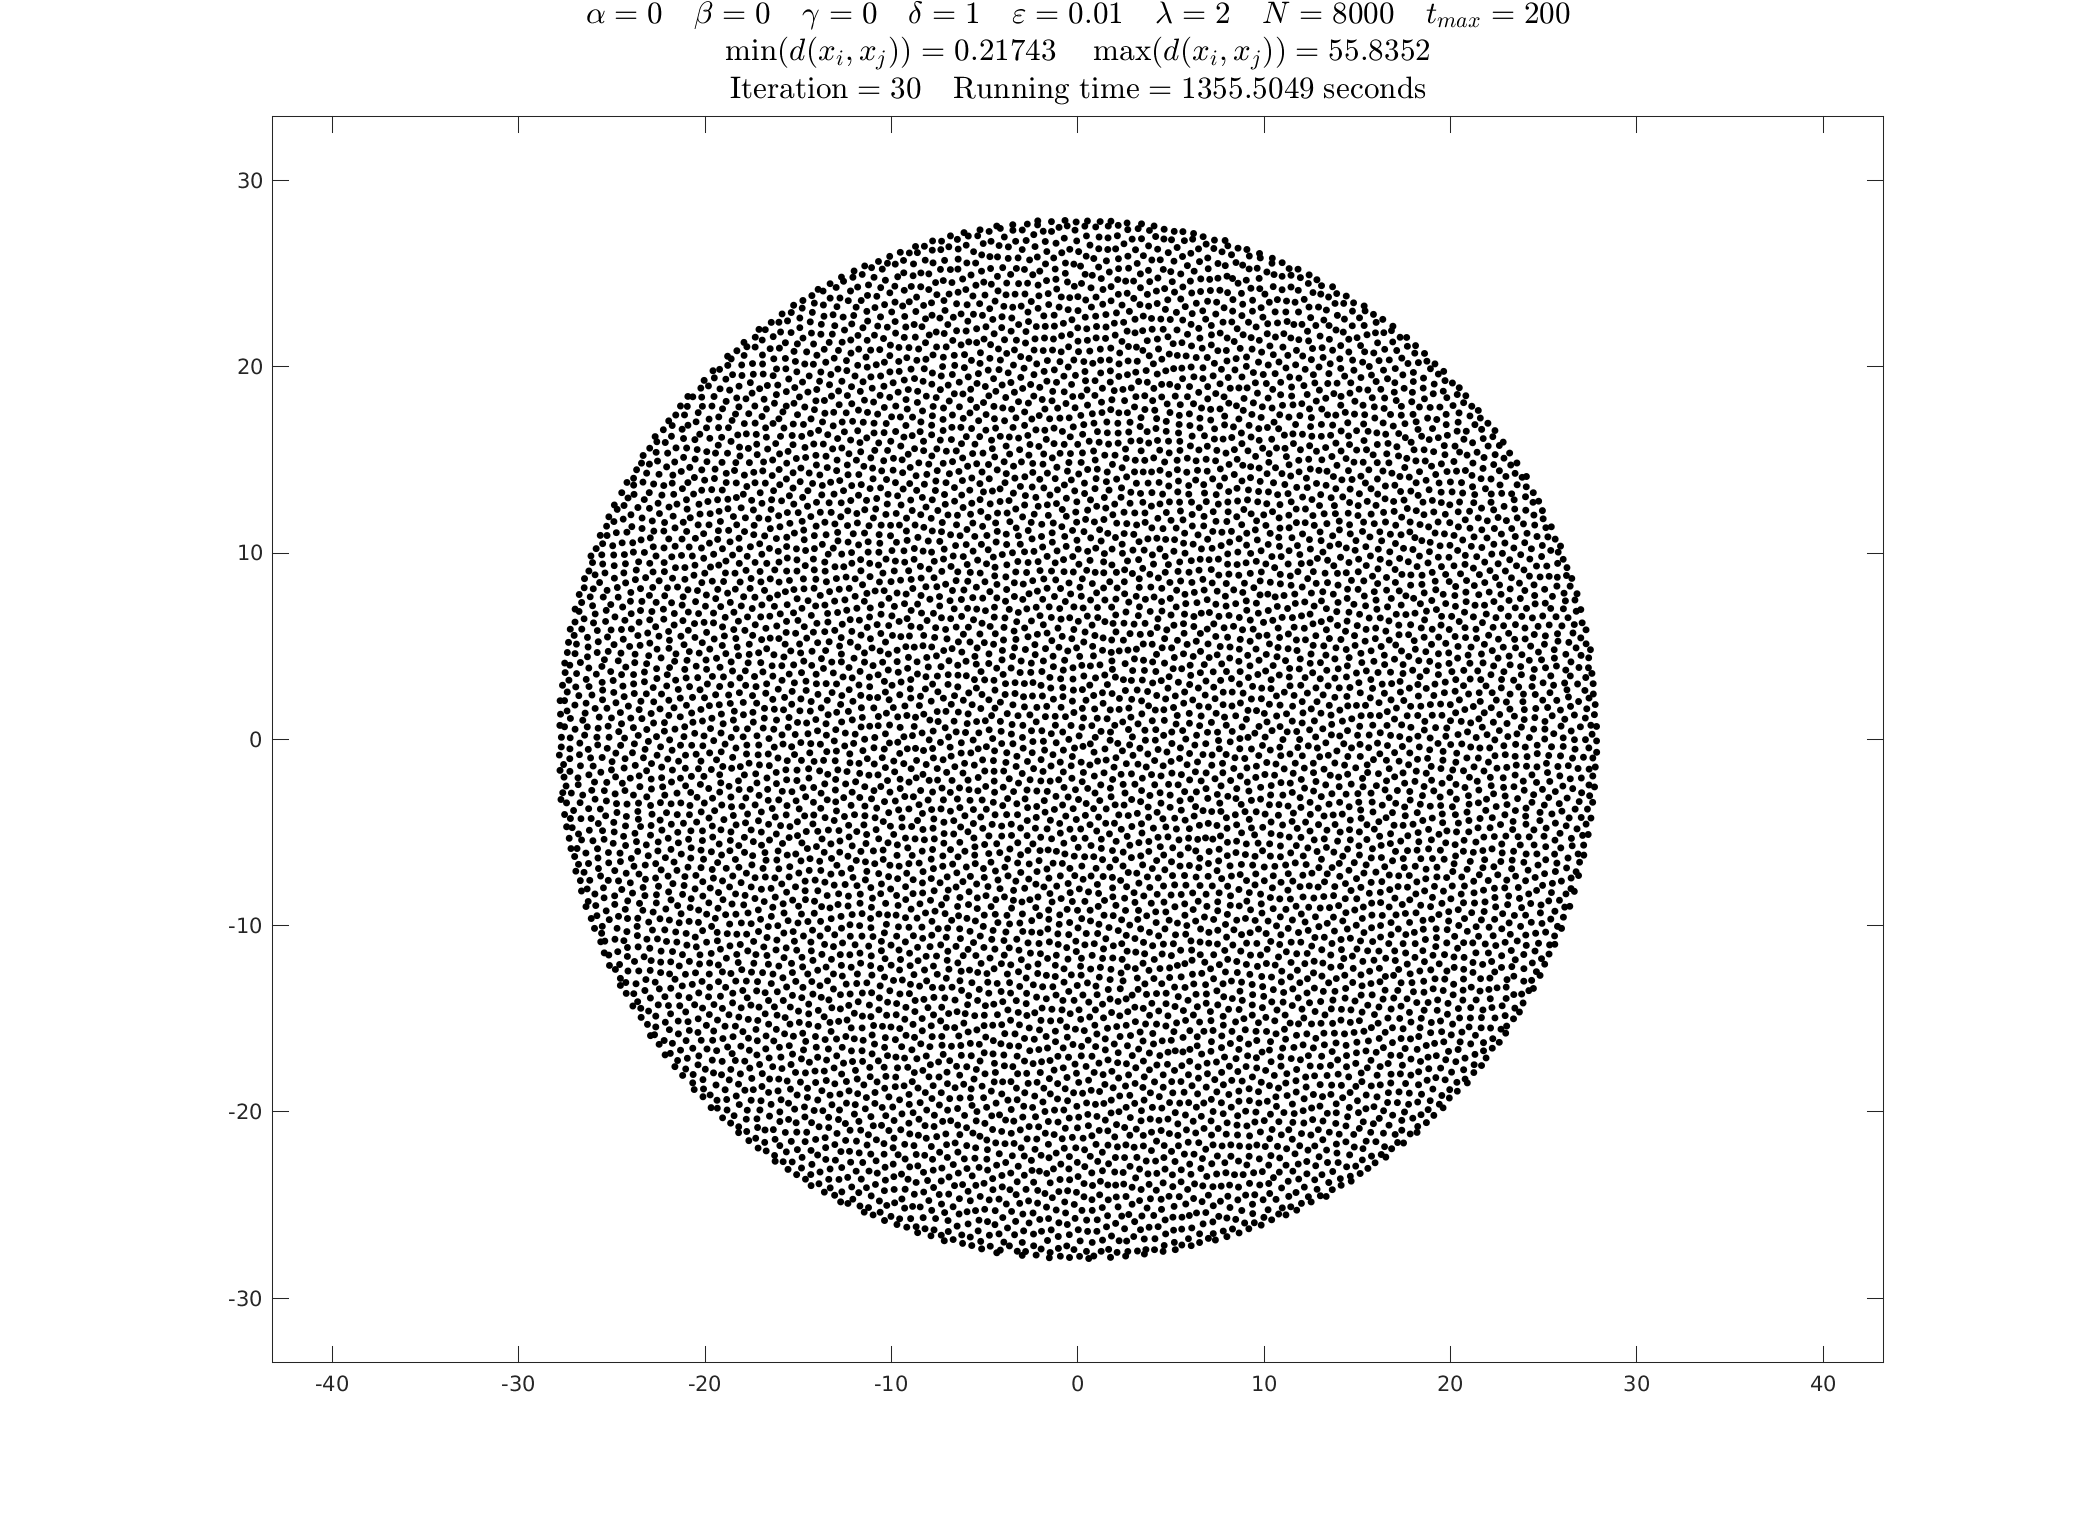 α = 0 β = 0 γ = 0 δ = 1 ε = 0.01 λ = 2 N = 8000 t_{max} = 200
min(d(x_i, x_j)) = 0.21743 max(d(x_i, x_j)) = 55.8352
Iteration = 30 Running time = 1355.5049 seconds
30
20
10
0
-10
-20
-30
-40 -30 -20 -10 0 10 20 30 40